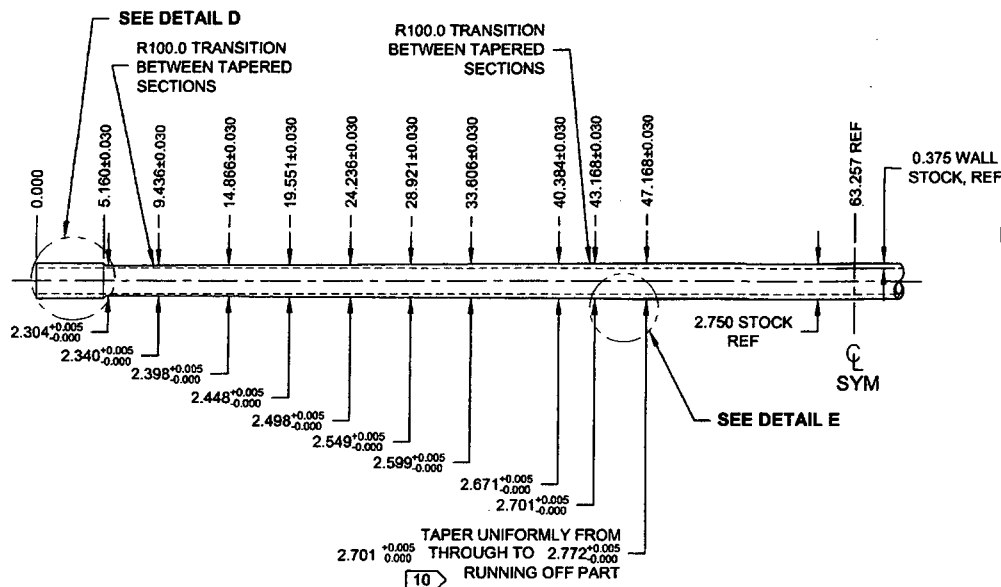 SEE DETAIL D
R100.0 TRANSITION
BETWEEN TAPERED
SECTIONS
R100.0 TRANSITION
BETWEEN TAPERED
SECTIONS
0.000
5.160±0.030
9.436±0.030
14.866±0.030
19.551±0.030
24.236±0.030
28.921±0.030
33.606±0.030
40.384±0.030
43.168±0.030
47.168±0.030
63.257 REF
0.375 WALL
STOCK, REF
2.304 +0.005 -0.000
2.340 +0.005 -0.000
2.398 +0.005 -0.000
2.448 +0.005 -0.000
2.498 +0.005 -0.000
2.549 +0.005 -0.000
2.599 +0.005 -0.000
2.671 +0.005 -0.000
2.701 +0.005 -0.000
2.750 STOCK
REF
℄
SYM
SEE DETAIL E
TAPER UNIFORMLY FROM
2.701 +0.005 0.000 THROUGH TO 2.772 +0.005 -0.000
RUNNING OFF PART
10